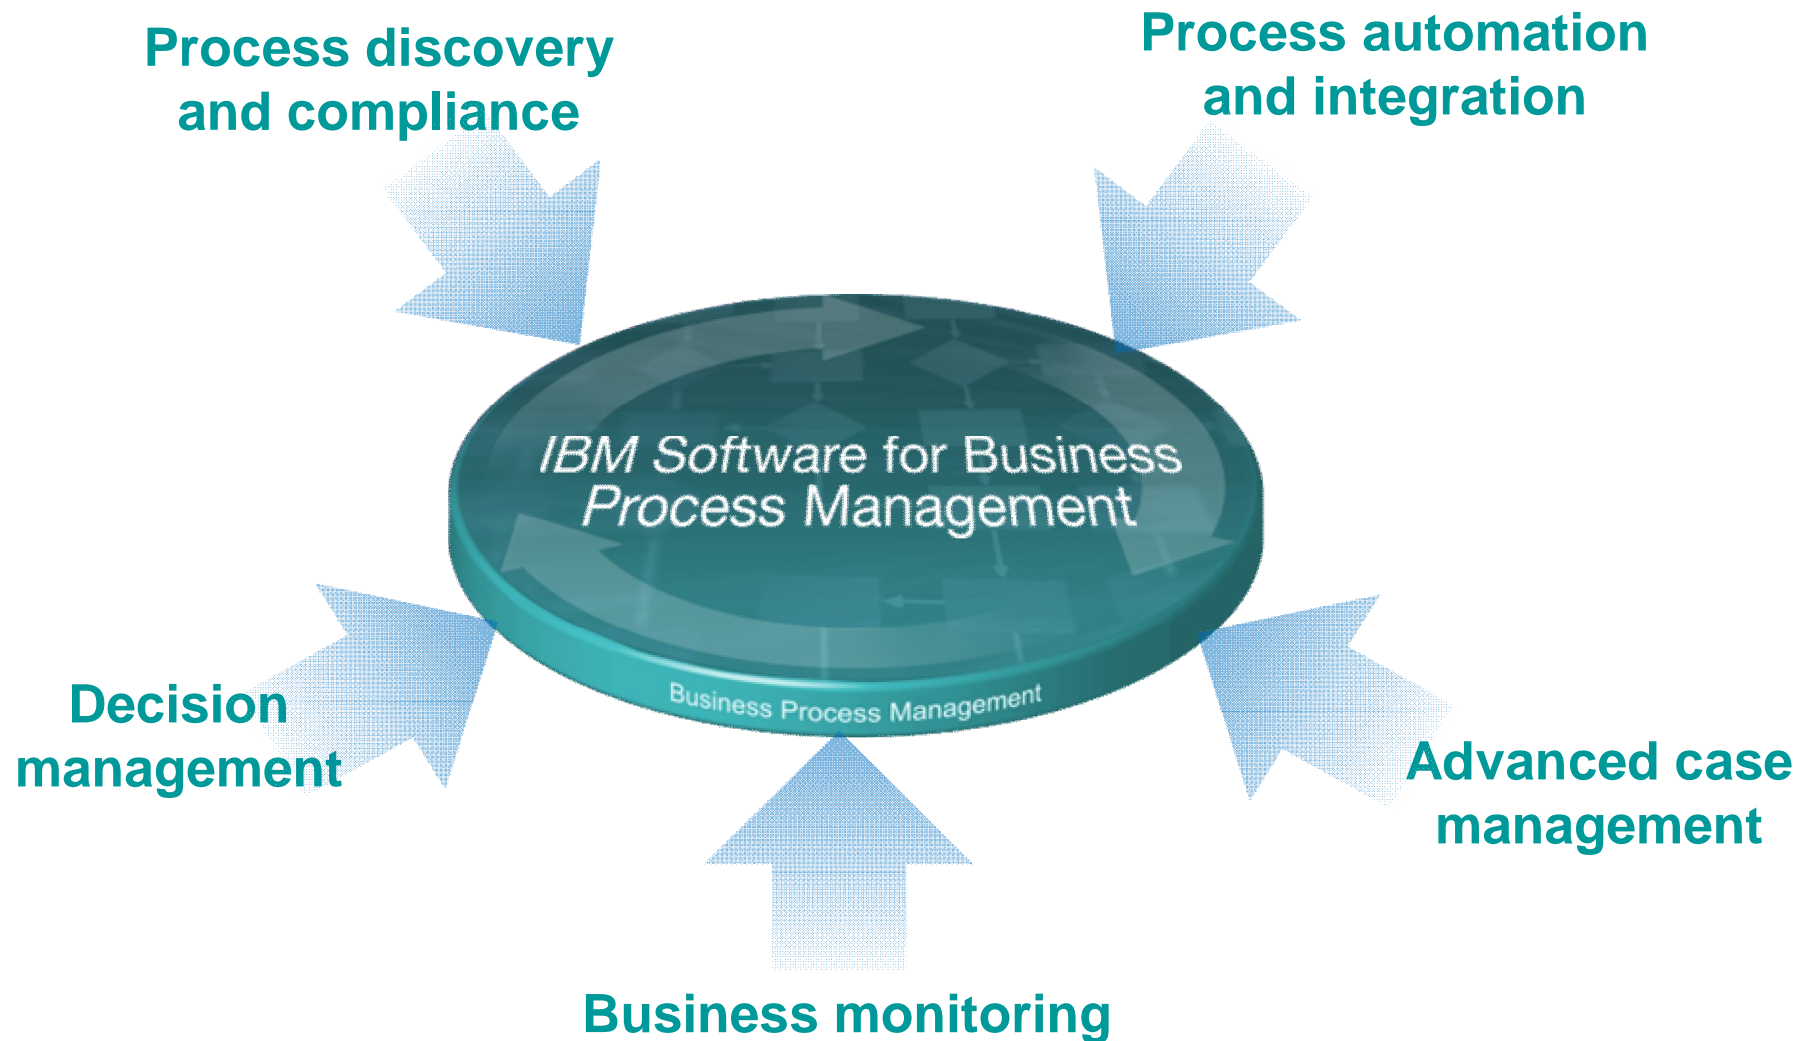 Process discovery
and compliance
Process automation
and integration
IBM Software for Business
Process Management
Business Process Management
Decision
management
Advanced case
management
Business monitoring